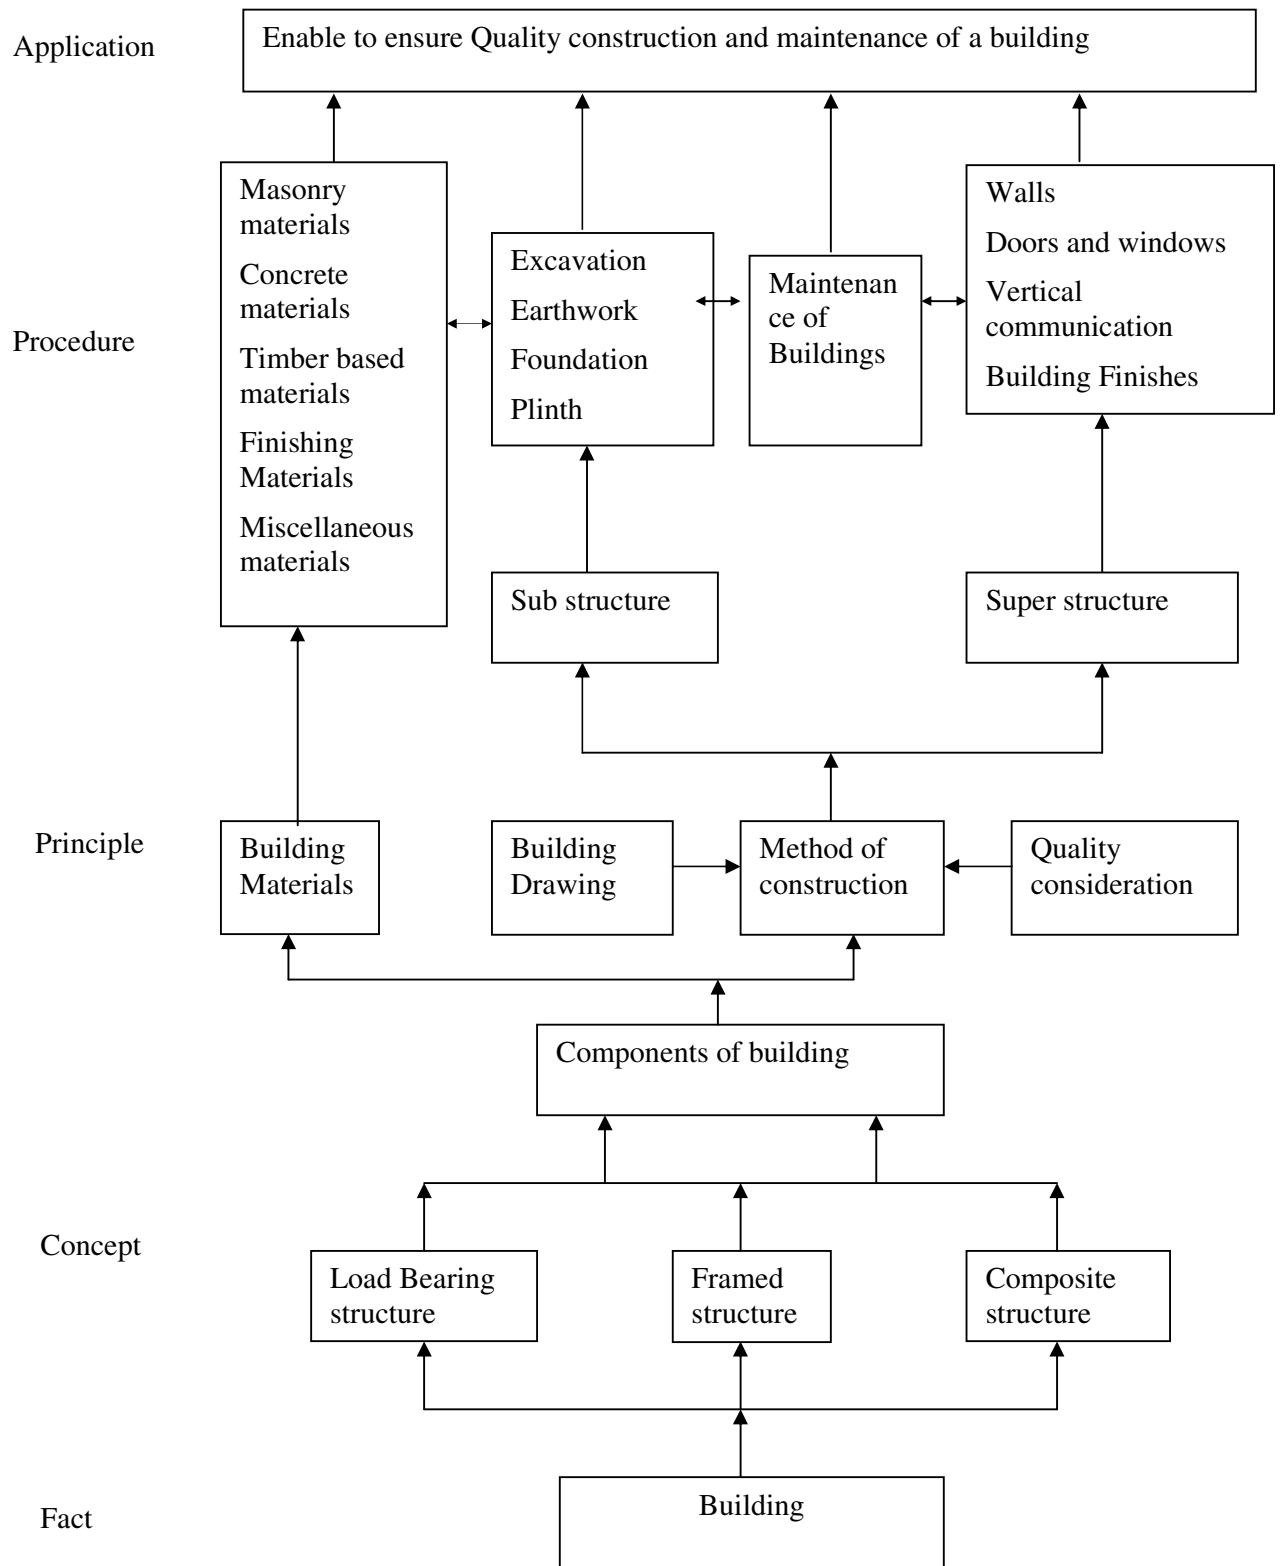 Application
Enable to ensure Quality construction and maintenance of a building
Procedure
Masonry
materials
Concrete
materials
Timber based
materials
Finishing
Materials
Miscellaneous
materials
Excavation
Earthwork
Foundation
Plinth
Maintenan
ce of
Buildings
Walls
Doors and windows
Vertical
communication
Building Finishes
Sub structure
Super structure
Principle
Building
Materials
Building
Drawing
Method of
construction
Quality
consideration
Components of building
Concept
Load Bearing
structure
Framed
structure
Composite
structure
Fact
Building